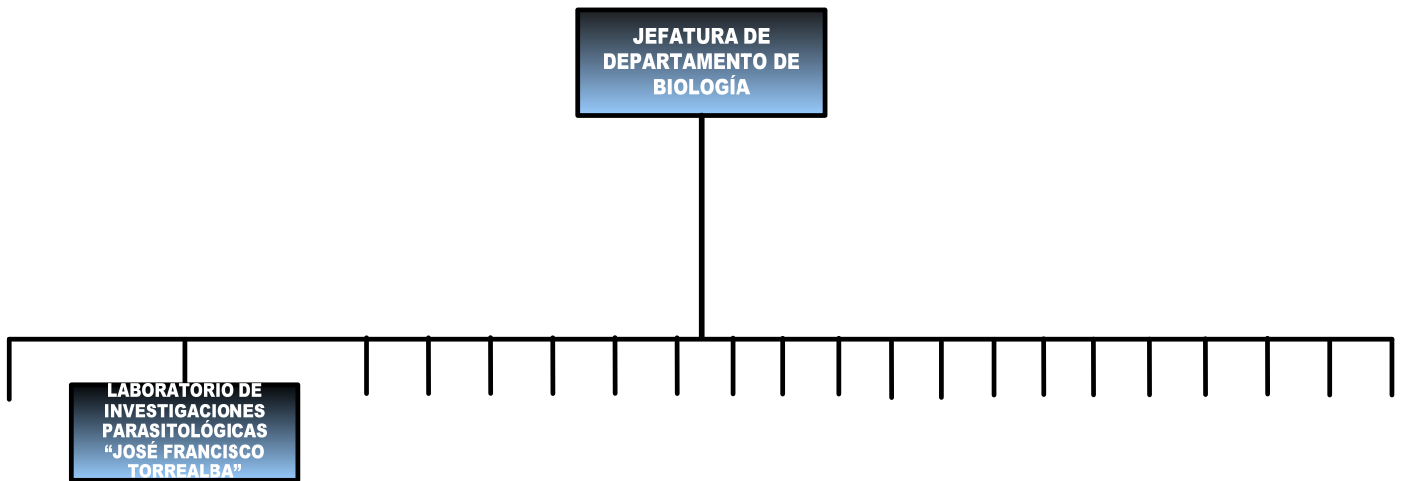 JEFATURA DE
DEPARTAMENTO DE
BIOLOGÍA
LABORATORIO DE
INVESTIGACIONES
PARASITOLÓGICAS
“JOSÉ FRANCISCO
TORREALBA”